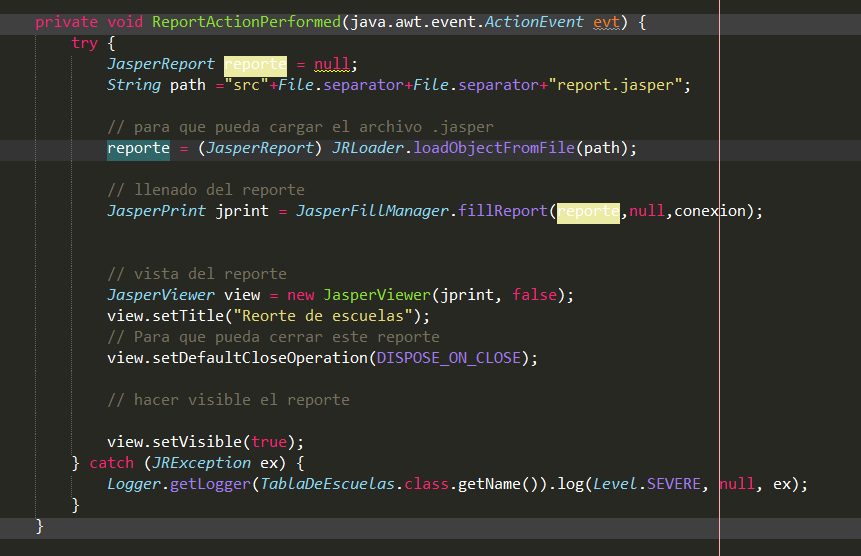 private void ReportActionPerformed(java.awt.event.ActionEvent evt) {
try {
JasperReport reporte = null;
String path ="src"+File.separator+File.separator+"report.jasper";
// para que pueda cargar el archivo .jasper
reporte = (JasperReport) JRLoader.loadObjectFromFile(path);
// llenado del reporte
JasperPrint jprint = JasperFillManager.fillReport(reporte,null,conexion);
// vista del reporte
JasperViewer view = new JasperViewer(jprint, false);
view.setTitle("Reorte de escuelas");
// Para que pueda cerrar este reporte
view.setDefaultCloseOperation(DISPOSE_ON_CLOSE);
// hacer visible el reporte
view.setVisible(true);
} catch (JRException ex) {
Logger.getLogger(TablaDeEscuelas.class.getName()).log(Level.SEVERE, null, ex);
}
}